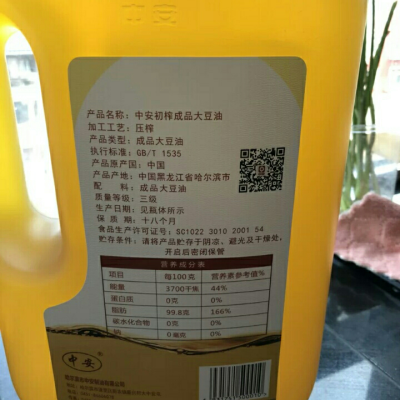 中安
产品名称：中安初榨成品大豆油
加工工艺：压榨
产品类型：成品大豆油
执行标准：GB/T 1535
产品原产国：中国
产品产地：中国黑龙江省哈尔滨市
配 料：成品大豆油
质量等级：三级
生产日期：见瓶体所示
保 质 期：十八个月
食品生产许可证号：SC1022 3010 2001 54
贮存条件：请将产品贮存于阴凉、避光及干燥处，
开启后密闭保管
营养成分表
项目 每100克 营养素参考值%
能量 3700千焦 44%
蛋白质 0克 0%
脂肪 99.8克 166%
碳水化合物 0克 0%
钠 0毫克 0%
中安